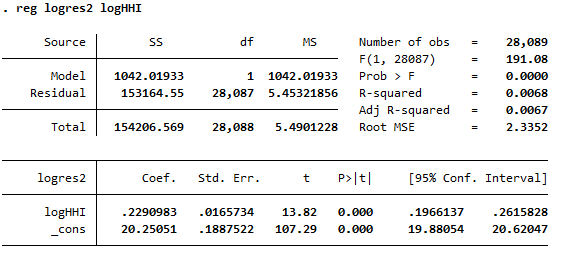 . reg logres2 logHHI
Source SS df MS Number of obs = 28,089
F(1, 28087) = 191.08
Model 1042.01933 1 1042.01933 Prob > F = 0.0000
Residual 153164.55 28,087 5.45321856 R-squared = 0.0068
Adj R-squared = 0.0067
Total 154206.569 28,088 5.4901228 Root MSE = 2.3352
logres2 Coef. Std. Err. t P>|t| [95% Conf. Interval]
logHHI .2290983 .0165734 13.82 0.000 .1966137 .2615828
_cons 20.25051 .1887522 107.29 0.000 19.88054 20.62047